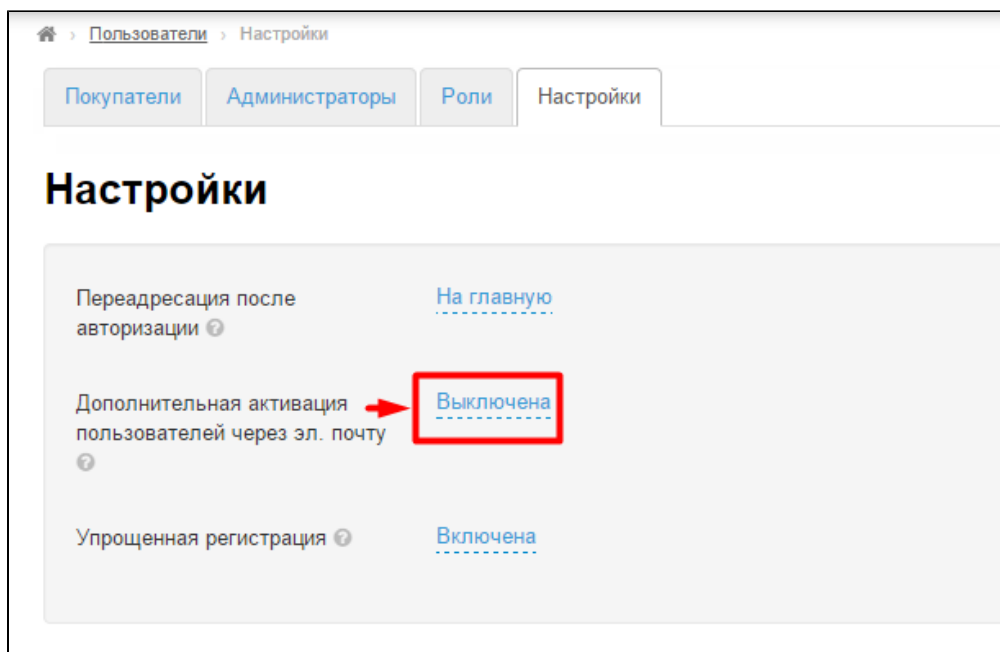 Пользователи › Настройки
Покупатели Администраторы Роли Настройки
Настройки
Переадресация после
авторизации
На главную
Дополнительная активация
пользователей через эл. почту
Выключена
Упрощенная регистрация
Включена